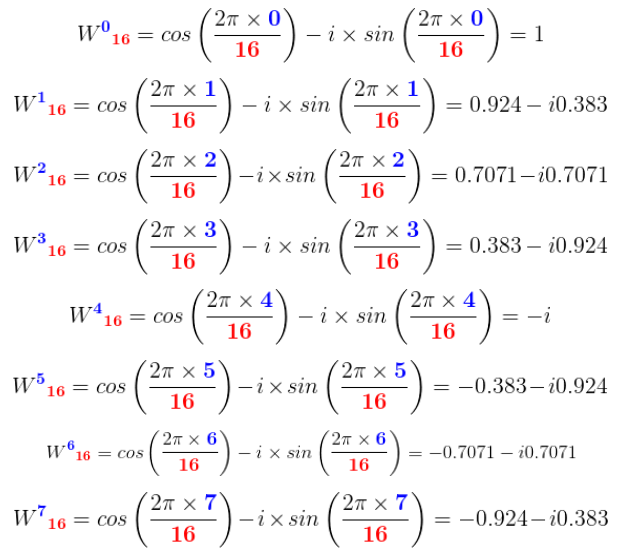 W^0_16 = cos(2π × 0/16) − i × sin(2π × 0/16) = 1
W^1_16 = cos(2π × 1/16) − i × sin(2π × 1/16) = 0.924 − i0.383
W^2_16 = cos(2π × 2/16) − i × sin(2π × 2/16) = 0.7071 − i0.7071
W^3_16 = cos(2π × 3/16) − i × sin(2π × 3/16) = 0.383 − i0.924
W^4_16 = cos(2π × 4/16) − i × sin(2π × 4/16) = −i
W^5_16 = cos(2π × 5/16) − i × sin(2π × 5/16) = −0.383 − i0.924
W^6_16 = cos(2π × 6/16) − i × sin(2π × 6/16) = −0.7071 − i0.7071
W^7_16 = cos(2π × 7/16) − i × sin(2π × 7/16) = −0.924 − i0.383